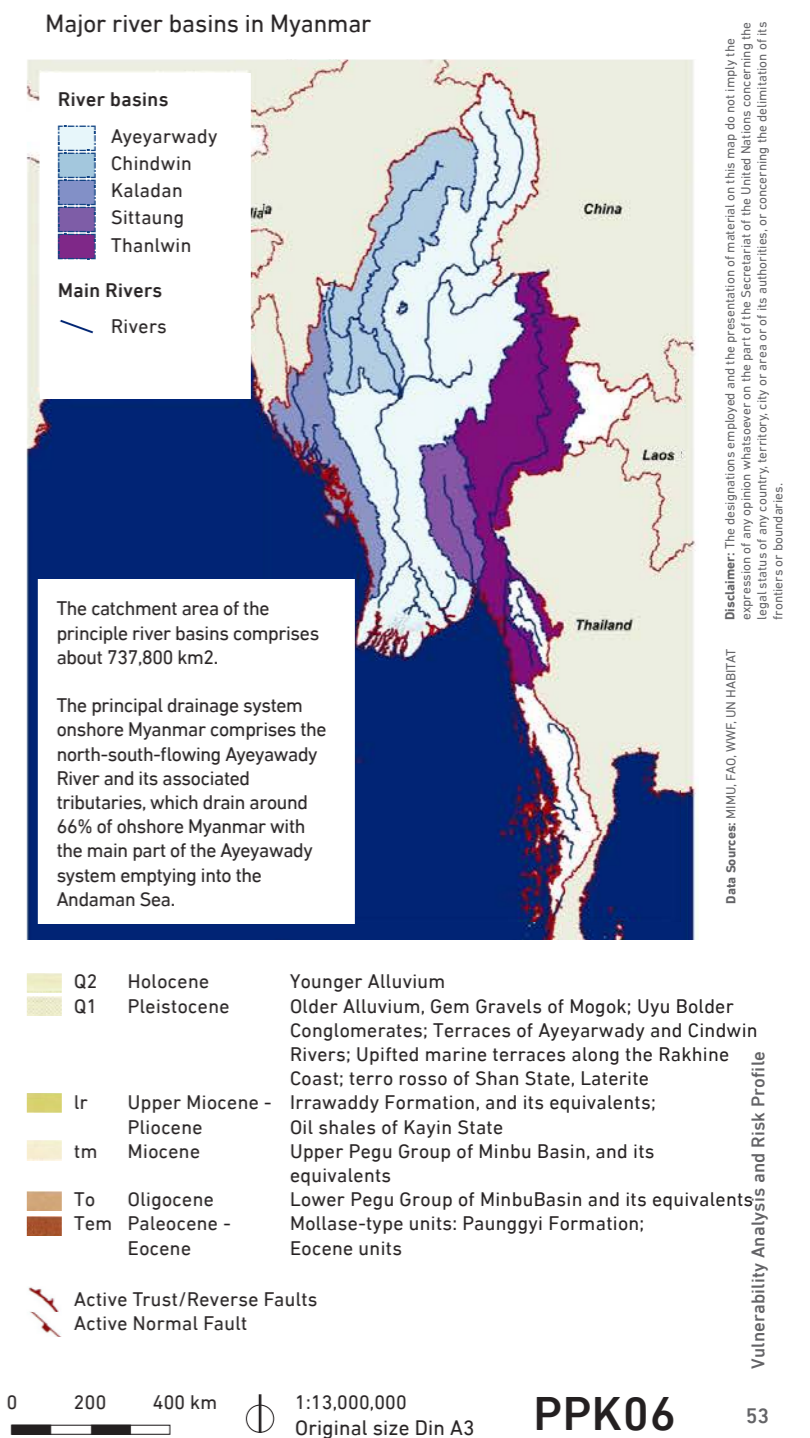 Major river basins in Myanmar
River basins
Ayeyarwady
Chindwin
Kaladan
Sittaung
Thanlwin
Main Rivers
Rivers
China
Laos
Thailand
The catchment area of the
principle river basins comprises
about 737,800 km2.
The principal drainage system
onshore Myanmar comprises the
north-south-flowing Ayeyawady
River and its associated
tributaries, which drain around
66% of ohshore Myanmar with
the main part of the Ayeyawady
system emptying into the
Andaman Sea.
Disclaimer: The designations employed and the presentation of material on this map do not imply the
expression of any opinion whatsoever on the part of the Secretariat of the United Nations concerning the
legal status of any country, territory, city or area or of its authorities, or concerning the delimitation of its
frontiers or boundaries.
Data Sources: MIMU, FAO, WWF, UN HABITAT
Q2 Holocene Younger Alluvium
Q1 Pleistocene Older Alluvium, Gem Gravels of Mogok; Uyu Bolder
Conglomerates; Terraces of Ayeyarwady and Cindwin
Rivers; Upifted marine terraces along the Rakhine
Coast; terro rosso of Shan State, Laterite
lr Upper Miocene - Irrawaddy Formation, and its equivalents;
Pliocene Oil shales of Kayin State
tm Miocene Upper Pegu Group of Minbu Basin, and its
equivalents
To Oligocene Lower Pegu Group of MinbuBasin and its equivalents
Tem Paleocene - Mollase-type units: Paunggyi Formation;
Eocene Eocene units
Active Trust/Reverse Faults
Active Normal Fault
Vulnerability Analysis and Risk Profile
0 200 400 km
1:13,000,000
Original size Din A3
PPK06
53